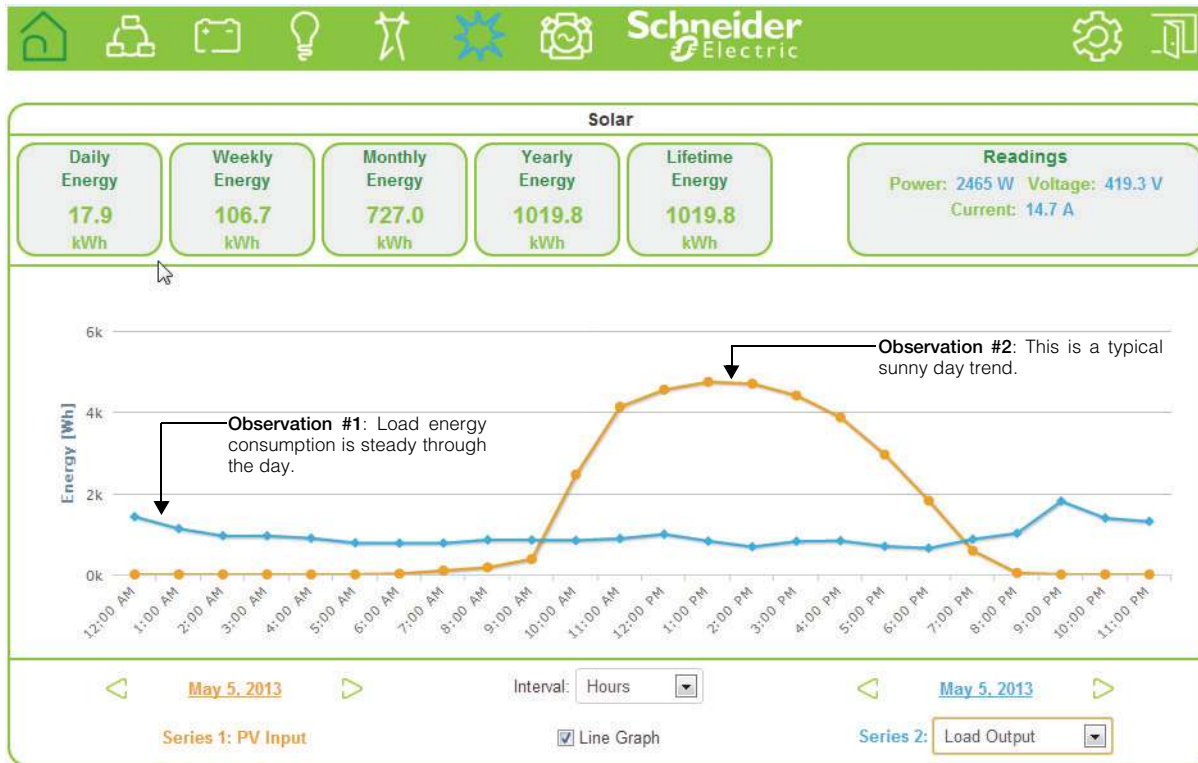 Schneider
Electric
Solar
Daily
Energy
17.9
kWh
Weekly
Energy
106.7
kWh
Monthly
Energy
727.0
kWh
Yearly
Energy
1019.8
kWh
Lifetime
Energy
1019.8
kWh
Readings
Power: 2465 W Voltage: 419.3 V
Current: 14.7 A
Energy [Wh]
6k
4k
2k
0k
Observation #1: Load energy
consumption is steady through
the day.
Observation #2: This is a typical
sunny day trend.
12:00 AM
1:00 AM
2:00 AM
3:00 AM
4:00 AM
5:00 AM
6:00 AM
7:00 AM
8:00 AM
9:00 AM
10:00 AM
11:00 AM
12:00 PM
1:00 PM
2:00 PM
3:00 PM
4:00 PM
5:00 PM
6:00 PM
7:00 PM
8:00 PM
9:00 PM
10:00 PM
11:00 PM
May 5, 2013
Interval: Hours
May 5, 2013
Series 1: PV Input
Line Graph
Series 2: Load Output